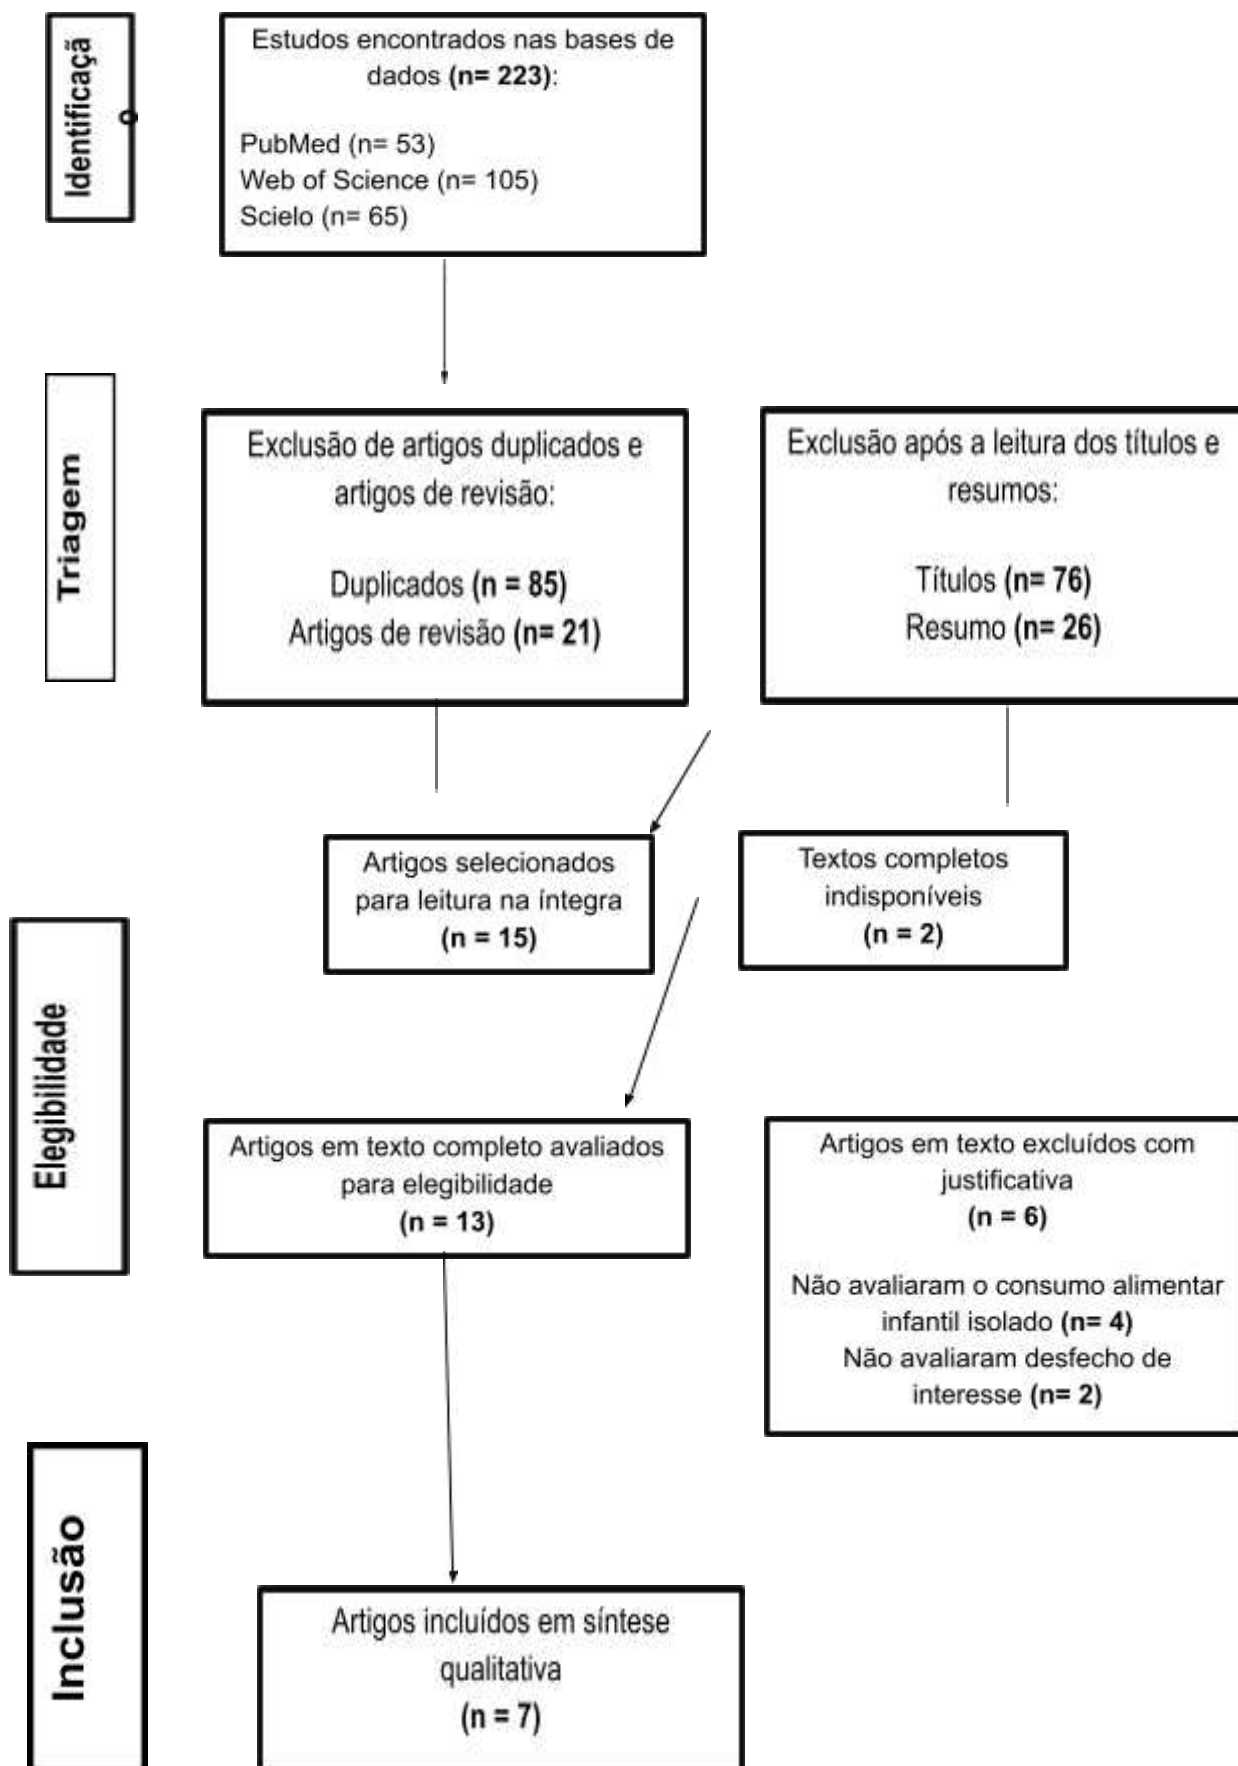 Identificaçã
o
Estudos encontrados nas bases de
dados (n= 223):
PubMed (n= 53)
Web of Science (n= 105)
Scielo (n= 65)
Triagem
Exclusão de artigos duplicados e
artigos de revisão:
Duplicados (n = 85)
Artigos de revisão (n= 21)
Exclusão após a leitura dos títulos e
resumos:
Títulos (n= 76)
Resumo (n= 26)
Artigos selecionados
para leitura na íntegra
(n = 15)
Textos completos
indisponíveis
(n = 2)
Elegibilidade
Artigos em texto completo avaliados
para elegibilidade
(n = 13)
Artigos em texto excluídos com
justificativa
(n = 6)
Não avaliaram o consumo alimentar
infantil isolado (n= 4)
Não avaliaram desfecho de
interesse (n= 2)
Inclusão
Artigos incluídos em síntese
qualitativa
(n = 7)